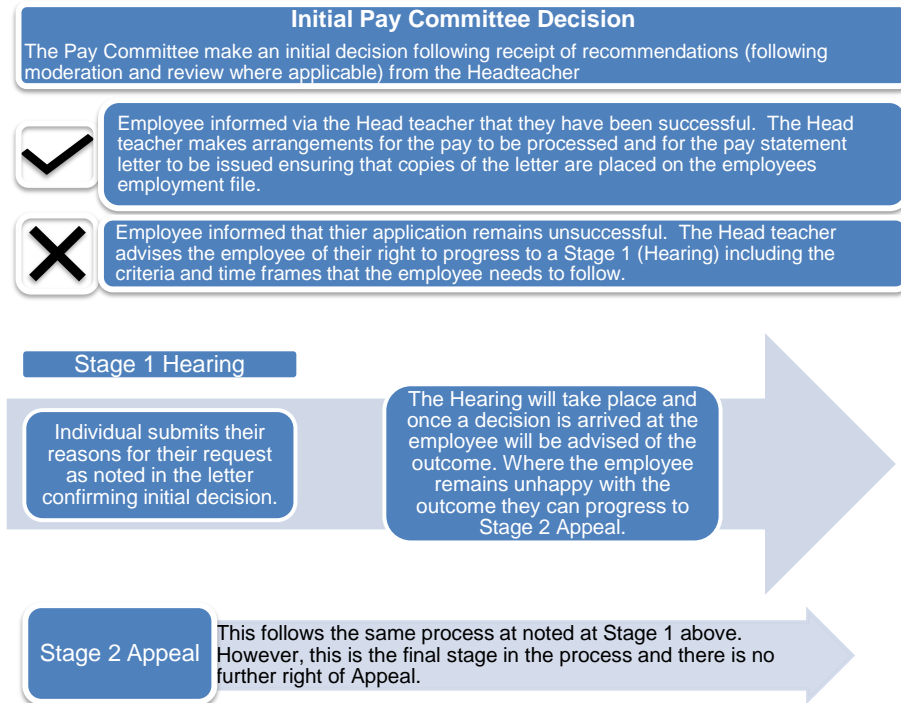 Initial Pay Committee Decision
The Pay Committee make an initial decision following receipt of recommendations (following
moderation and review where applicable) from the Headteacher
Employee informed via the Head teacher that they have been successful. The Head
teacher makes arrangements for the pay to be processed and for the pay statement
letter to be issued ensuring that copies of the letter are placed on the employees
employment file.
Employee informed that thier application remains unsuccessful. The Head teacher
advises the employee of their right to progress to a Stage 1 (Hearing) including the
criteria and time frames that the employee needs to follow.
Stage 1 Hearing
Individual submits their
reasons for their request
as noted in the letter
confirming initial decision.
The Hearing will take place and
once a decision is arrived at the
employee will be advised of the
outcome. Where the employee
remains unhappy with the
outcome they can progress to
Stage 2 Appeal.
Stage 2 Appeal
This follows the same process at noted at Stage 1 above.
However, this is the final stage in the process and there is no
further right of Appeal.